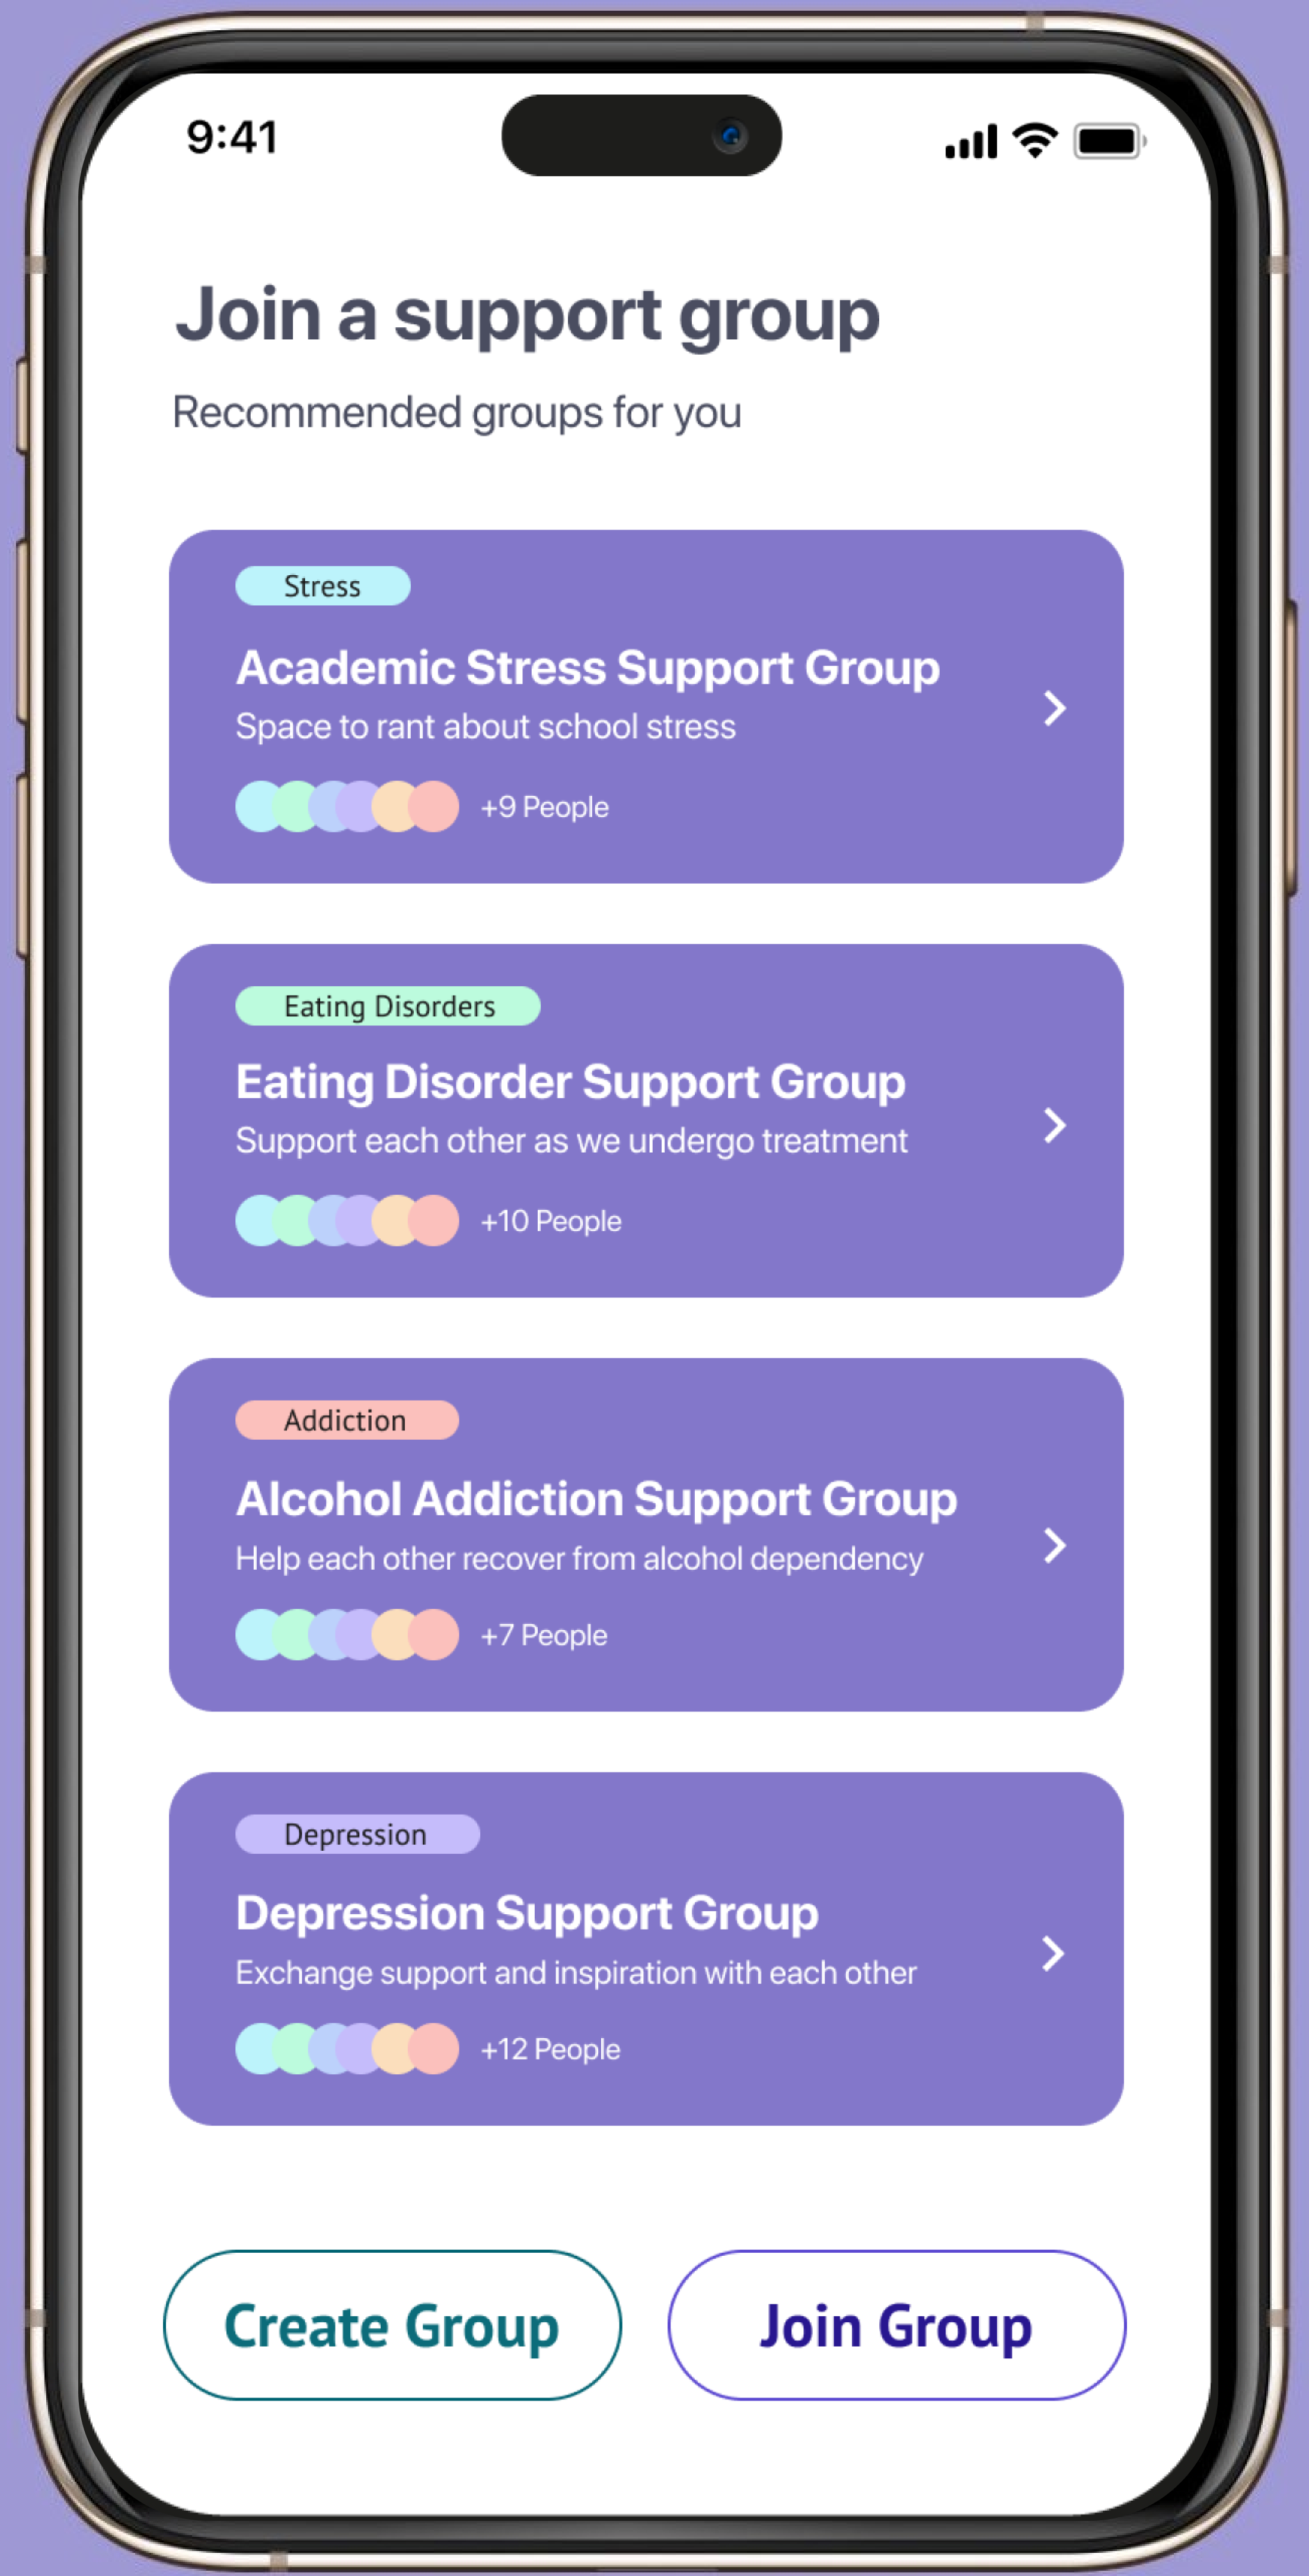 9:41
Join a support group
Recommended groups for you
Stress
Academic Stress Support Group
Space to rant about school stress
+9 People
Eating Disorders
Eating Disorder Support Group
Support each other as we undergo treatment
+10 People
Addiction
Alcohol Addiction Support Group
Help each other recover from alcohol dependency
+7 People
Depression
Depression Support Group
Exchange support and inspiration with each other
+12 People
Create Group
Join Group